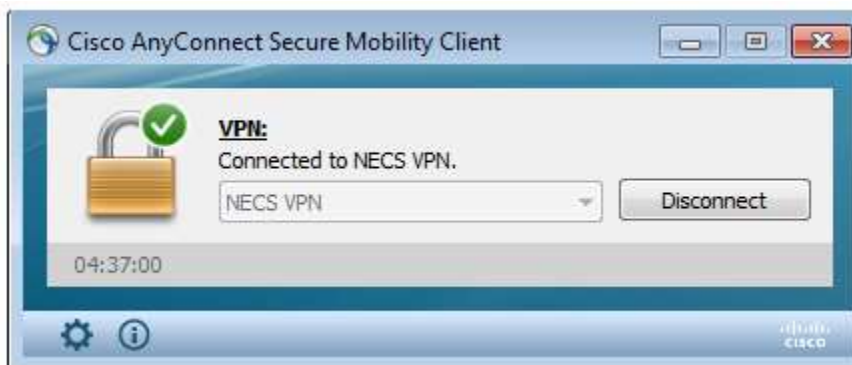 Cisco AnyConnect Secure Mobility Client
VPN:
Connected to NECS VPN.
NECS VPN
Disconnect
04:37:00
cisco